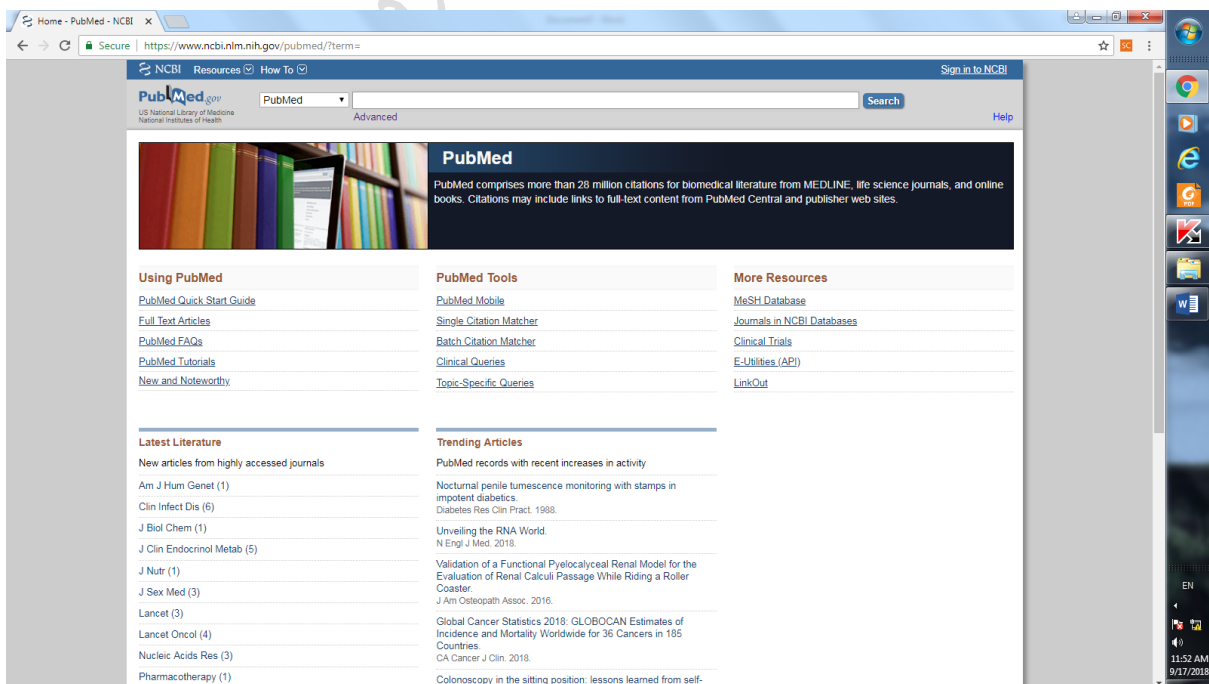 Home - PubMed - NCBI
Secure https://www.ncbi.nlm.nih.gov/pubmed/?term=
SC
NCBI Resources How To Sign in to NCBI
PubMed.gov
US National Library of Medicine
National Institutes of Health
PubMed
Search
Advanced
Help
PubMed
PubMed comprises more than 28 million citations for biomedical literature from MEDLINE, life science journals, and online
books. Citations may include links to full-text content from PubMed Central and publisher web sites.
Using PubMed
PubMed Quick Start Guide
Full Text Articles
PubMed FAQs
PubMed Tutorials
New and Noteworthy
PubMed Tools
PubMed Mobile
Single Citation Matcher
Batch Citation Matcher
Clinical Queries
Topic-Specific Queries
More Resources
MeSH Database
Journals in NCBI Databases
Clinical Trials
E-Utilities (API)
LinkOut
Latest Literature
New articles from highly accessed journals
Am J Hum Genet (1)
Clin Infect Dis (6)
J Biol Chem (1)
J Clin Endocrinol Metab (5)
J Nutr (1)
J Sex Med (3)
Lancet (3)
Lancet Oncol (4)
Nucleic Acids Res (3)
Pharmacotherapy (1)
Trending Articles
PubMed records with recent increases in activity
Nocturnal penile tumescence monitoring with stamps in
impotent diabetics.
Diabetes Res Clin Pract. 1988.
Unveiling the RNA World.
N Engl J Med. 2018.
Validation of a Functional Pyelocalyceal Renal Model for the
Evaluation of Renal Calculi Passage While Riding a Roller
Coaster.
J Am Osteopath Assoc. 2016.
Global Cancer Statistics 2018: GLOBOCAN Estimates of
Incidence and Mortality Worldwide for 36 Cancers in 185
Countries.
CA Cancer J Clin. 2018.
Colonoscopy in the sitting position: lessons learned from self-
PDF
W
EN
11:52 AM
9/17/2018